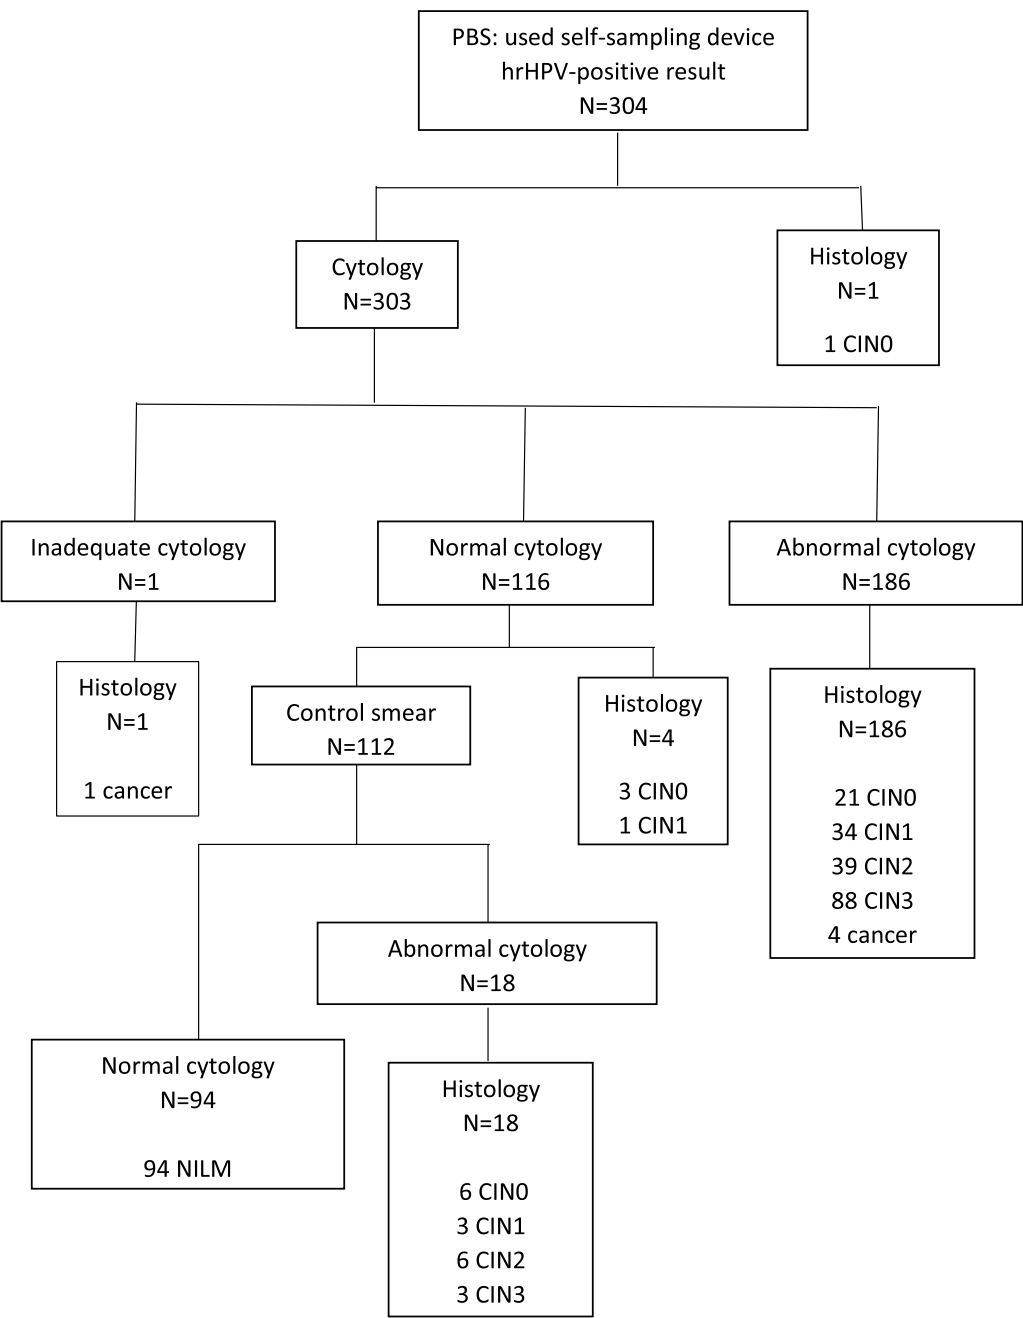 PBS: used self-sampling device
hrHPV-positive result
N=304
Cytology
N=303
Histology
N=1
1 CIN0
Inadequate cytology
N=1
Normal cytology
N=116
Abnormal cytology
N=186
Histology
N=1
1 cancer
Control smear
N=112
Histology
N=4
3 CIN0
1 CIN1
Histology
N=186
21 CIN0
34 CIN1
39 CIN2
88 CIN3
4 cancer
Abnormal cytology
N=18
Normal cytology
N=94
94 NILM
Histology
N=18
6 CIN0
3 CIN1
6 CIN2
3 CIN3